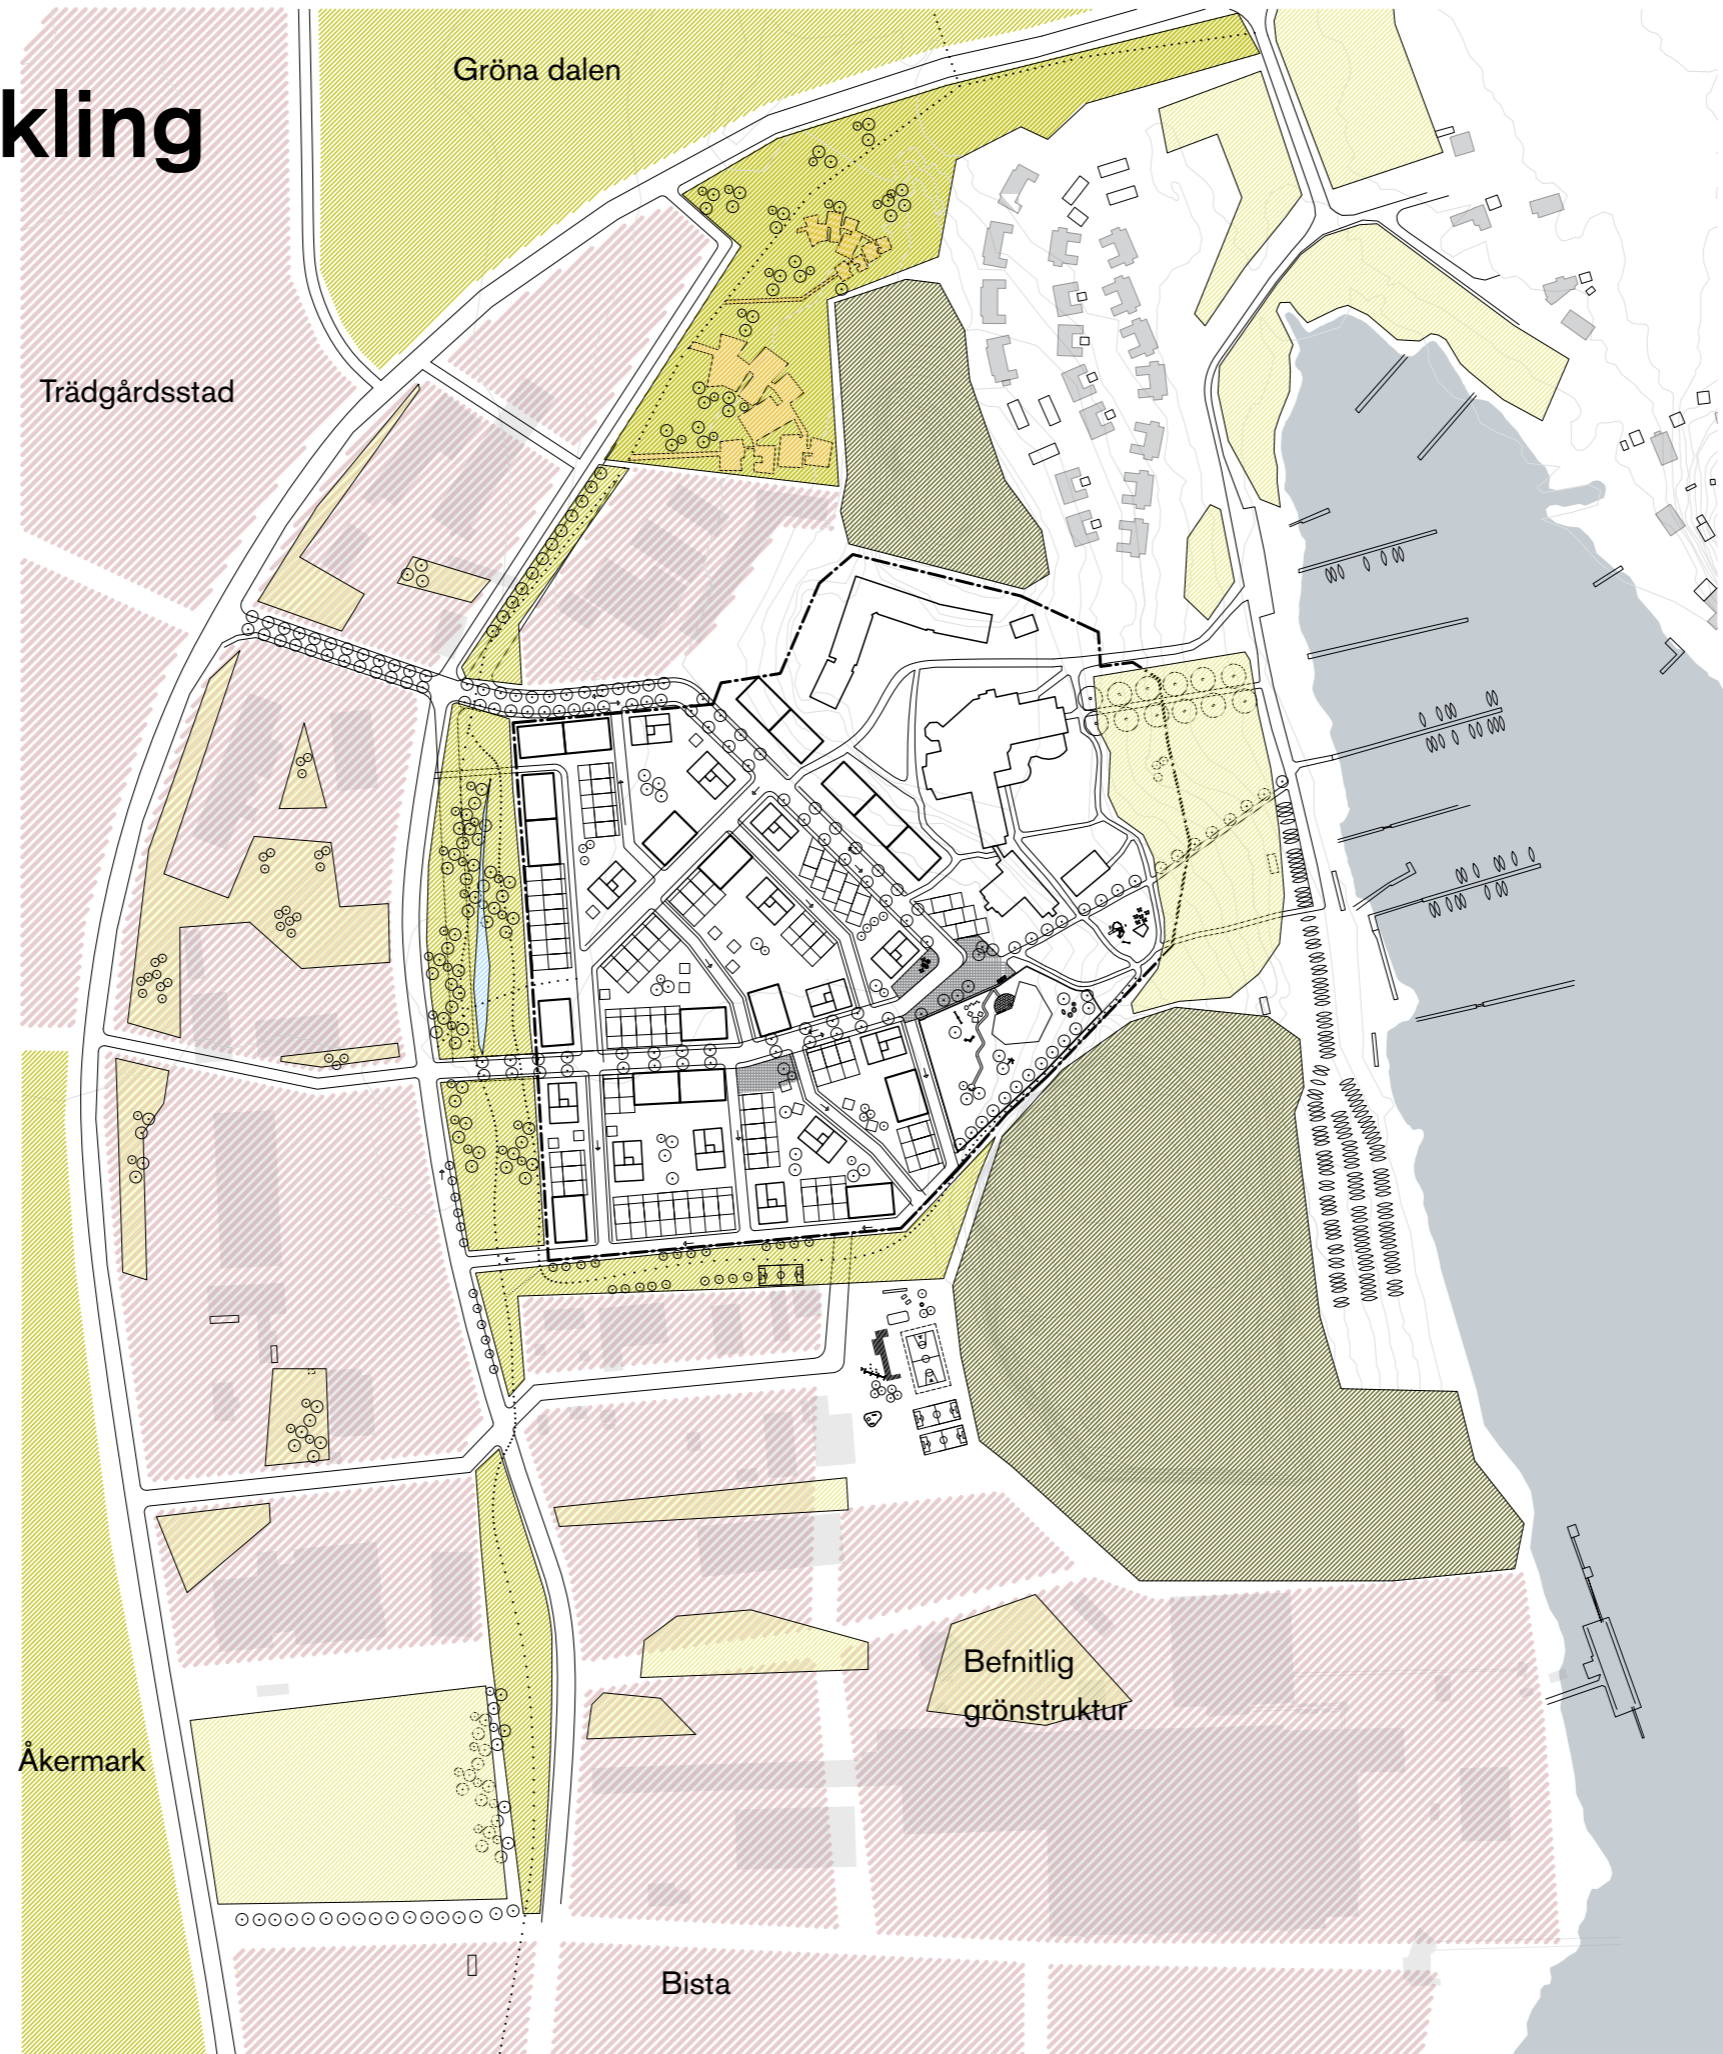 Gröna dalen
kling
Trädgårdsstad
Befnitlig
grönstruktur
Åkermark
Bista